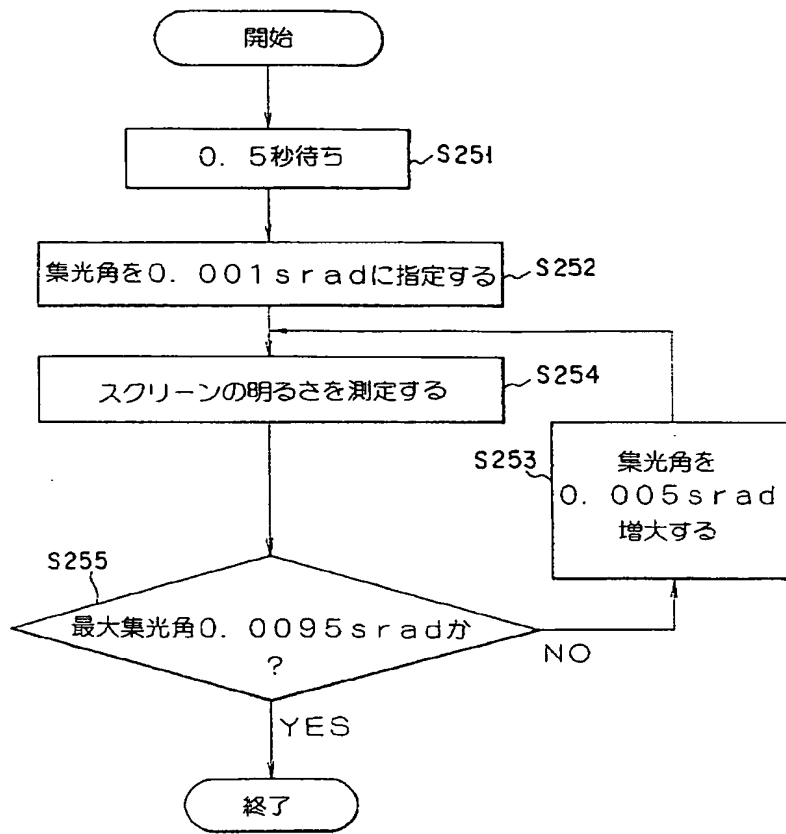 開始
0. 5秒待ち
S251
集光角を0. 001sradに指定する
S252
スクリーンの明るさを測定する
S254
S253
集光角を
0. 005srad
増大する
S255
最大集光角0. 0095sradか
?
NO
YES
終了